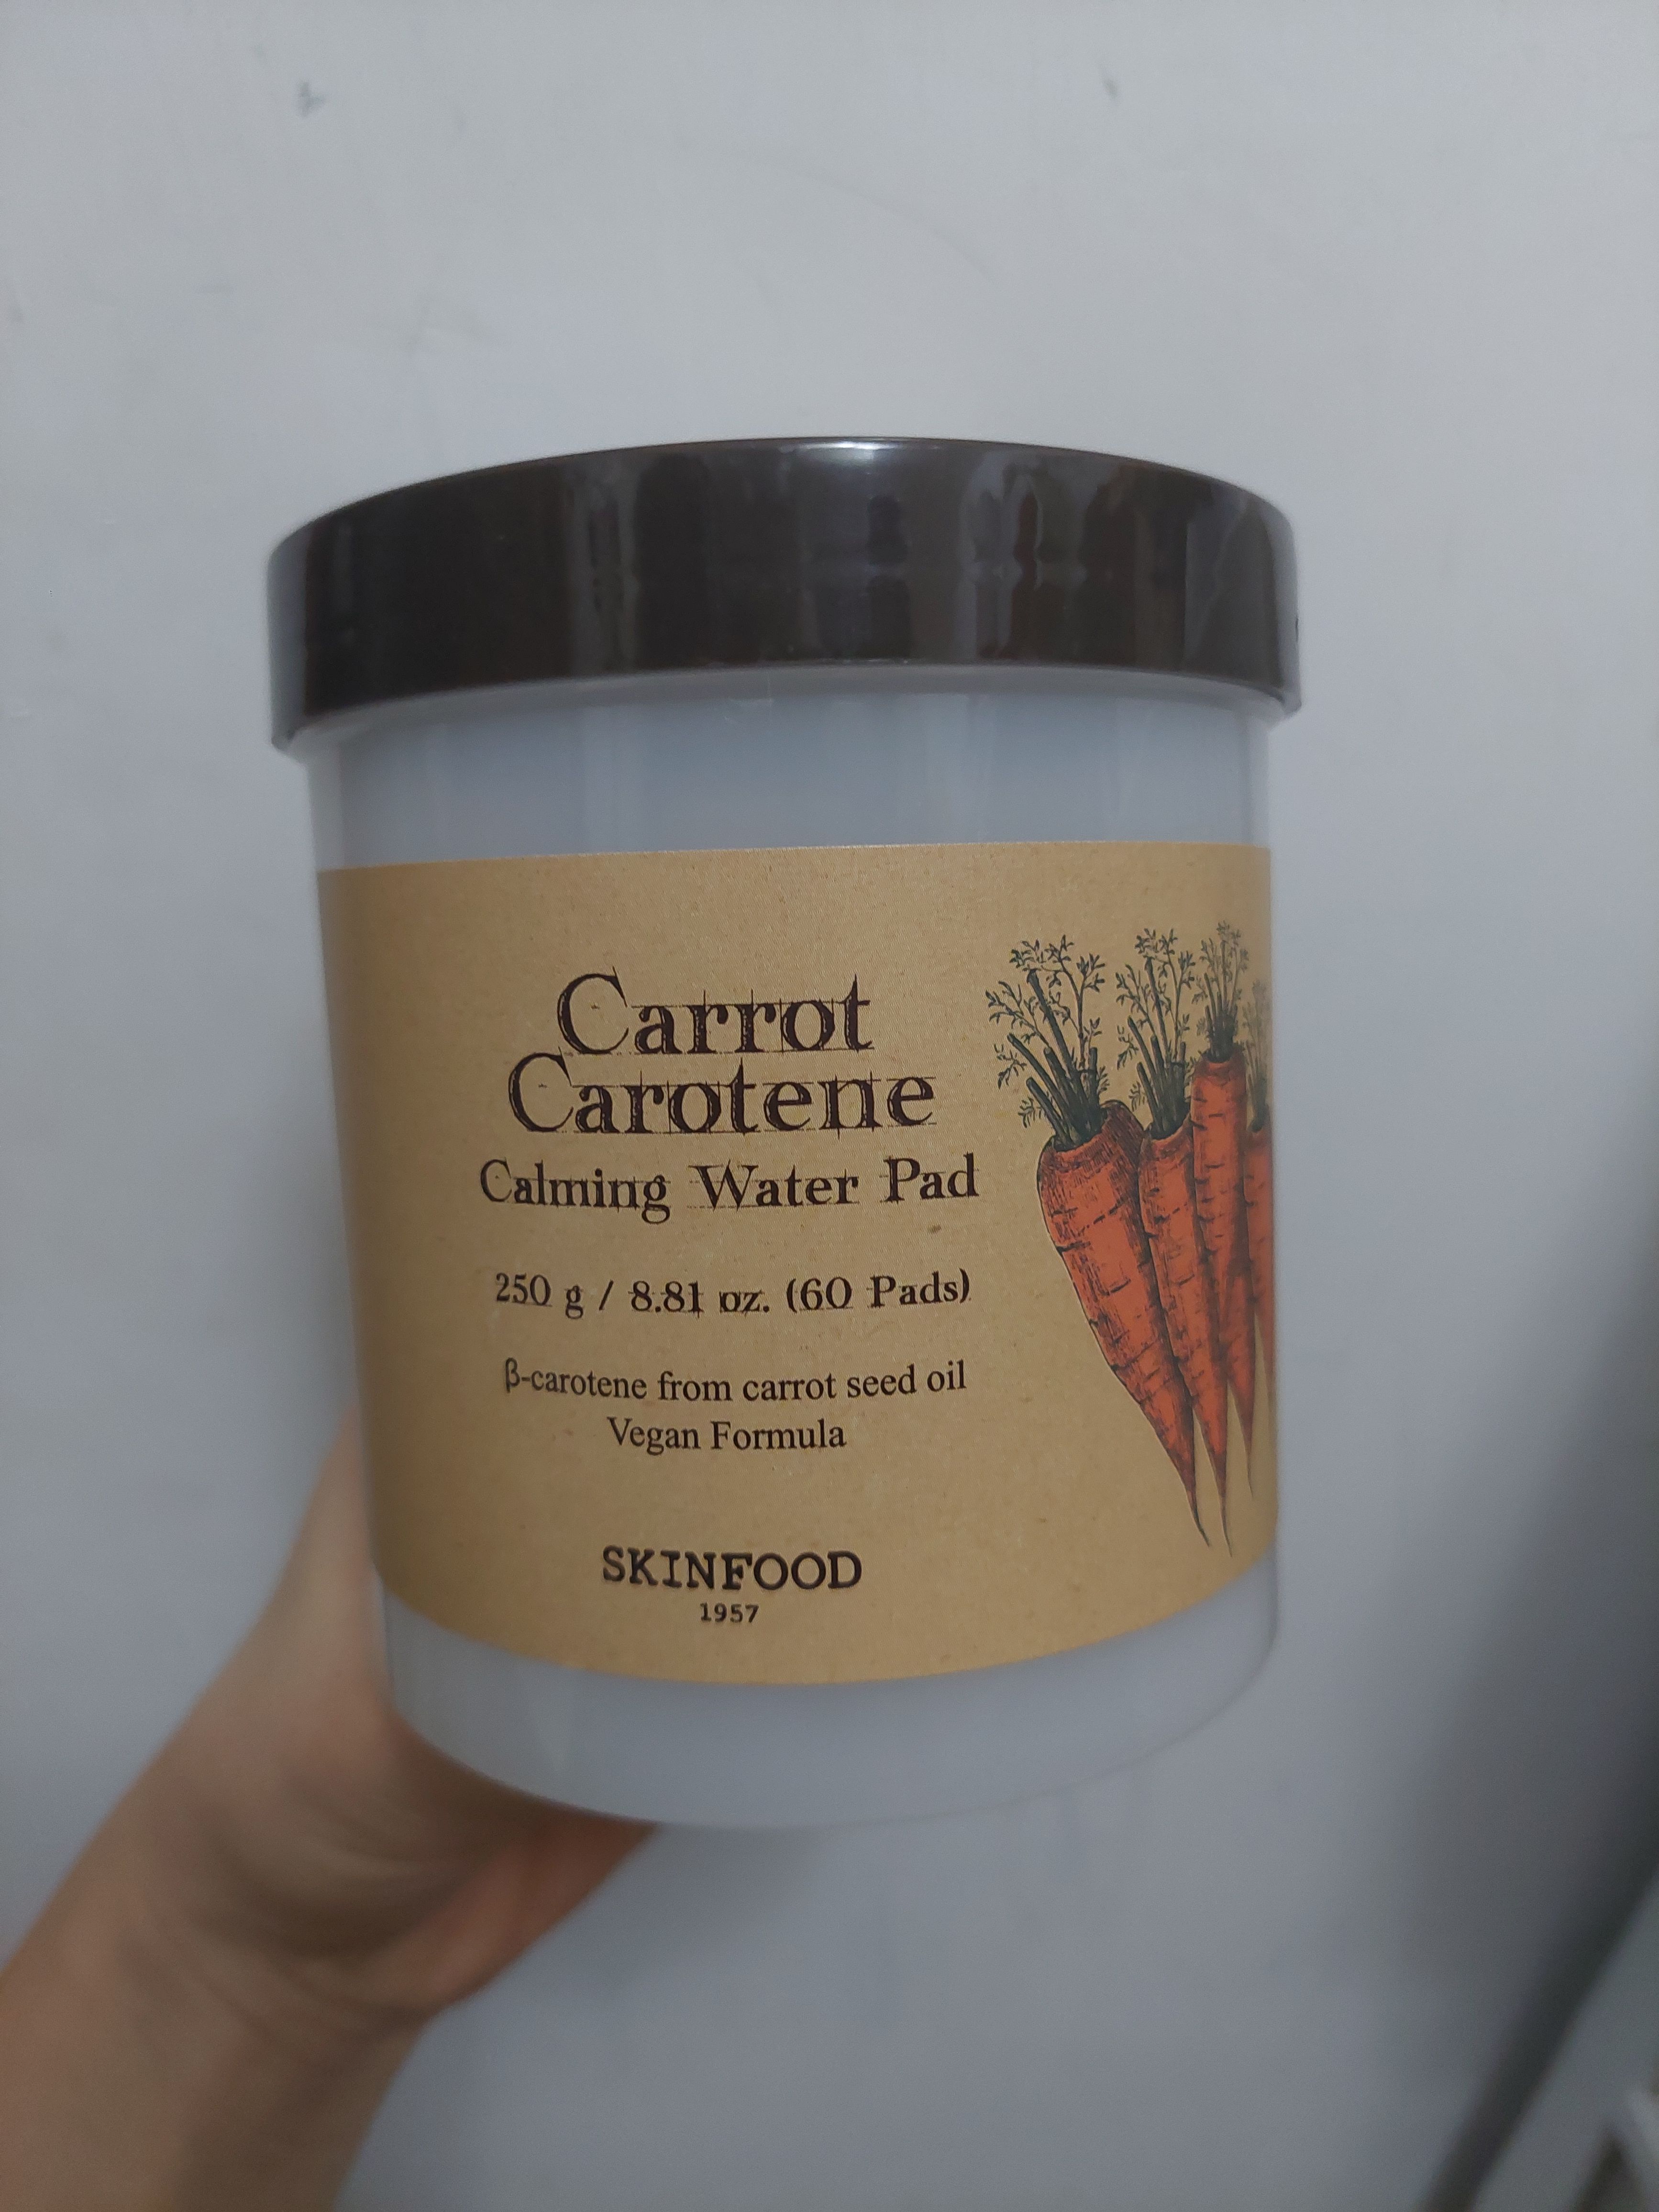 Carrot
Carotene
Calming Water Pad
250 g / 8.81 oz. (60 Pads)
β-carotene from carrot seed oil
Vegan Formula
SKINFOOD
1957